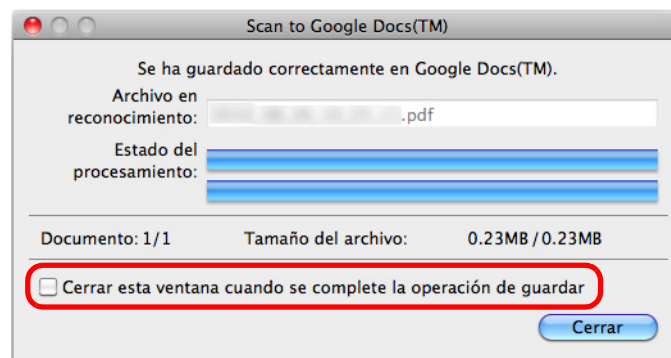 Scan to Google Docs(TM)
Se ha guardado correctamente en Google Docs(TM).
Archivo en
reconocimiento:
.pdf
Estado del
procesamiento:
Documento: 1/1 Tamaño del archivo: 0.23MB / 0.23MB
Cerrar esta ventana cuando se complete la operación de guardar
Cerrar